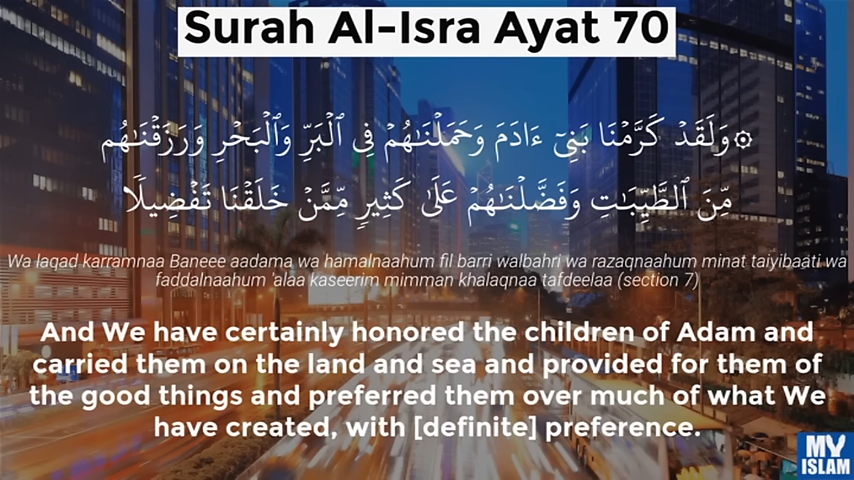 Surah Al-Isra Ayat 70
۞وَلَقَدۡ كَرَّمۡنَا بَنِيٓ ءَادَمَ وَحَمَلۡنَٰهُمۡ فِي ٱلۡبَرِّ وَٱلۡبَحۡرِ وَرَزَقۡنَٰهُم
مِّنَ ٱلطَّيِّبَٰتِ وَفَضَّلۡنَٰهُمۡ عَلَىٰ كَثِيرٖ مِّمَّنۡ خَلَقۡنَا تَفۡضِيلٗا
Wa laqad karramnaa Baneee aadama wa hamalnaahum fil barri walbahri wa razaqnaahum minat taiyibaati wa
faddalnaahum 'alaa kaseerim mimman khalaqnaa tafdeelaa (section 7)
And We have certainly honored the children of Adam and
carried them on the land and sea and provided for them of
the good things and preferred them over much of what We
have created, with [definite] preference.
MY
ISLAM